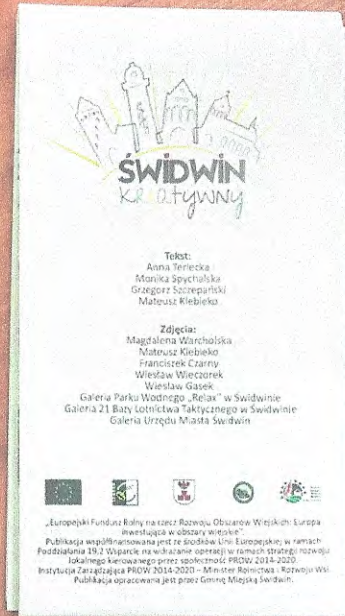 ŚWIDWIN
kreatywny
Tekst:
Anna Terlecka
Monika Spychalska
Grzegorz Szczepański
Mateusz Klebieko
Zdjęcia:
Magdalena Warcholska
Mateusz Klebieko
Franciszek Czarny
Wiesław Wieczorek
Wiesław Gasek
Galeria Parku Wodnego „Relax” w Świdwinie
Galeria 21 Bazy Lotnictwa Taktycznego w Świdwinie
Galeria Urzędu Miasta Świdwin
„Europejski Fundusz Rolny na rzecz Rozwoju Obszarów Wiejskich: Europa
inwestująca w obszary wiejskie”.
Publikacja współfinansowana jest ze środków Unii Europejskiej w ramach
Poddziałania 19.2 Wsparcie na wdrażanie operacji w ramach strategii rozwoju
lokalnego kierowanego przez społeczność PROW 2014-2020.
Instytucja Zarządzająca PROW 2014-2020 – Minister Rolnictwa i Rozwoju Wsi.
Publikacja opracowana jest przez Gminę Miejską Świdwin.